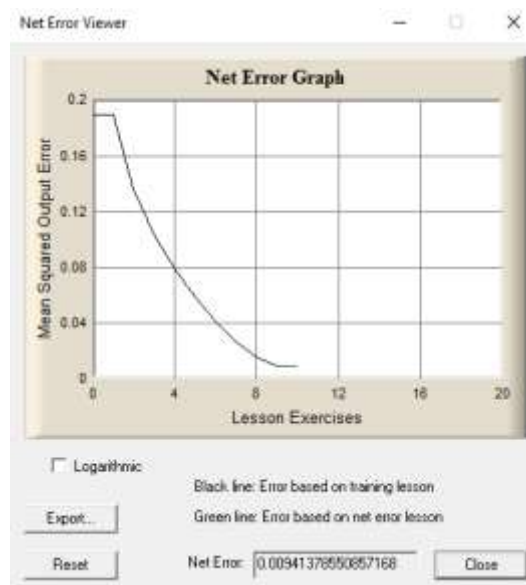 Net Error Viewer
Net Error Graph
Mean Squared Output Error
0.2
0.16
0.12
0.08
0.04
0
0 4 8 12 16 20
Lesson Exercises
Logarithmic
Black line: Error based on training lesson
Green line: Error based on net error lesson
Export...
Reset
Net Error: 0.00941378550857168
Close